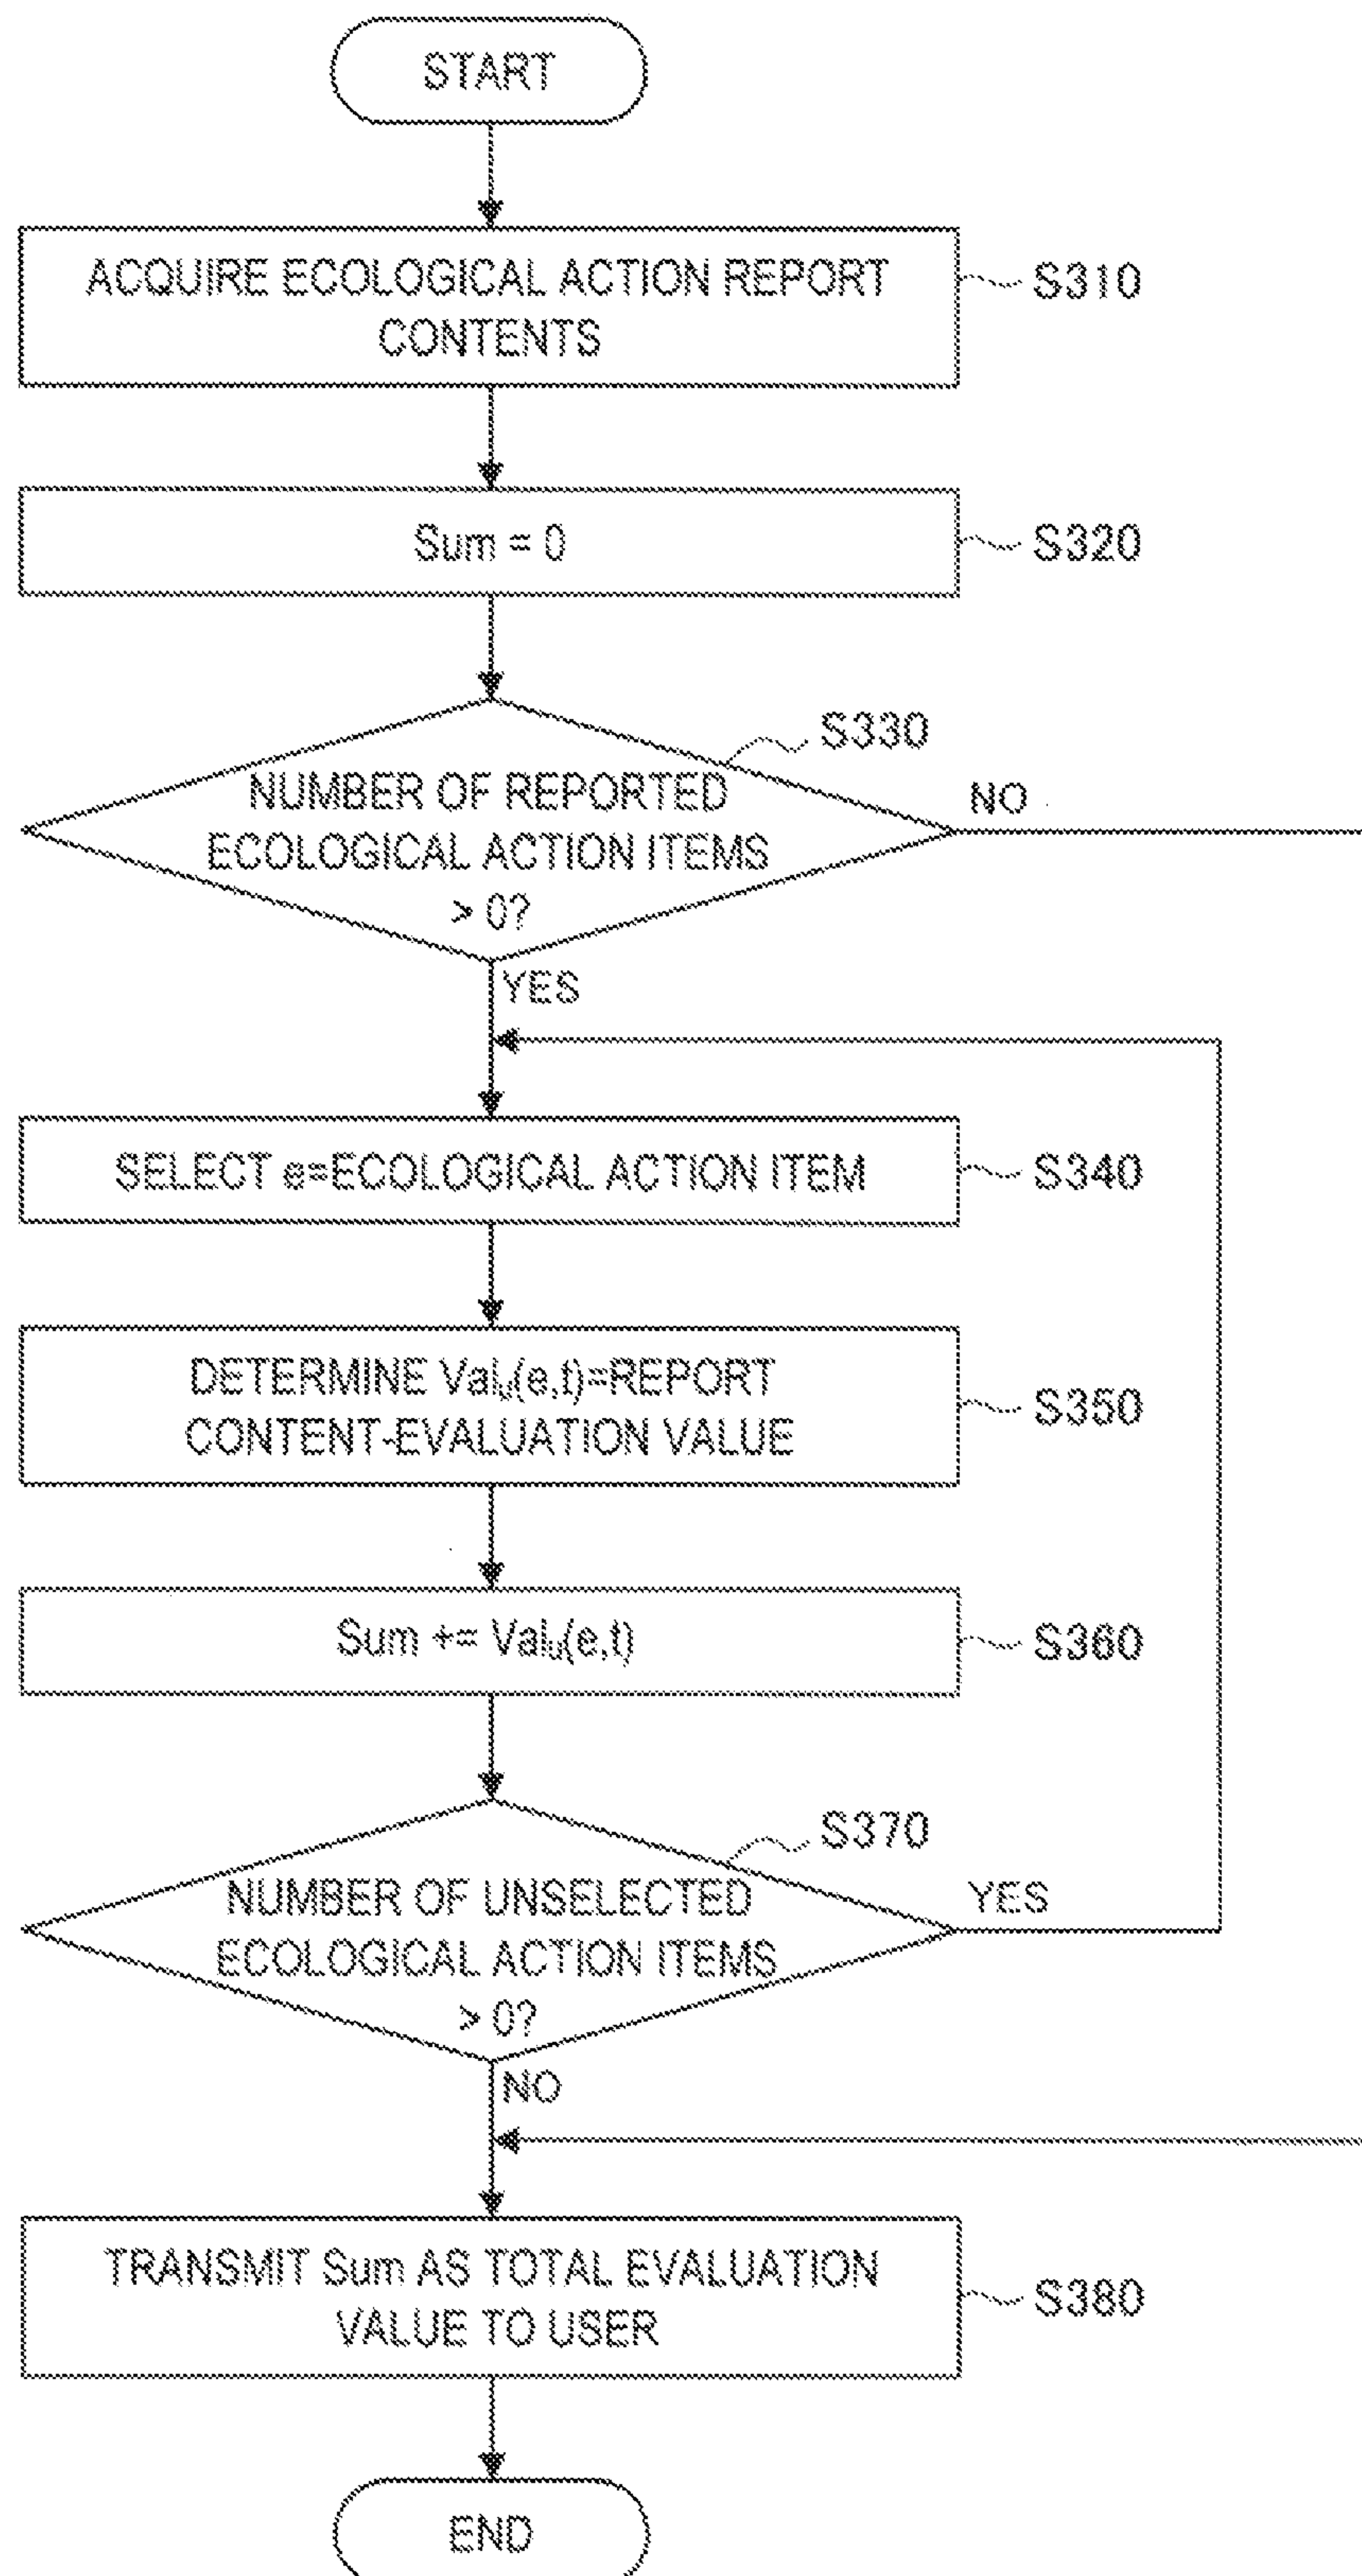 START
ACQUIRE ECOLOGICAL ACTION REPORT
CONTENTS
S310
Sum = 0
S320
S330
NUMBER OF REPORTED
ECOLOGICAL ACTION ITEMS
> 0?
NO
YES
SELECT e=ECOLOGICAL ACTION ITEM
S340
DETERMINE Valᵤ(e,t)=REPORT
CONTENT-EVALUATION VALUE
S350
Sum += Valᵤ(e,t)
S360
S370
NUMBER OF UNSELECTED
ECOLOGICAL ACTION ITEMS
> 0?
YES
NO
TRANSMIT Sum AS TOTAL EVALUATION
VALUE TO USER
S380
END